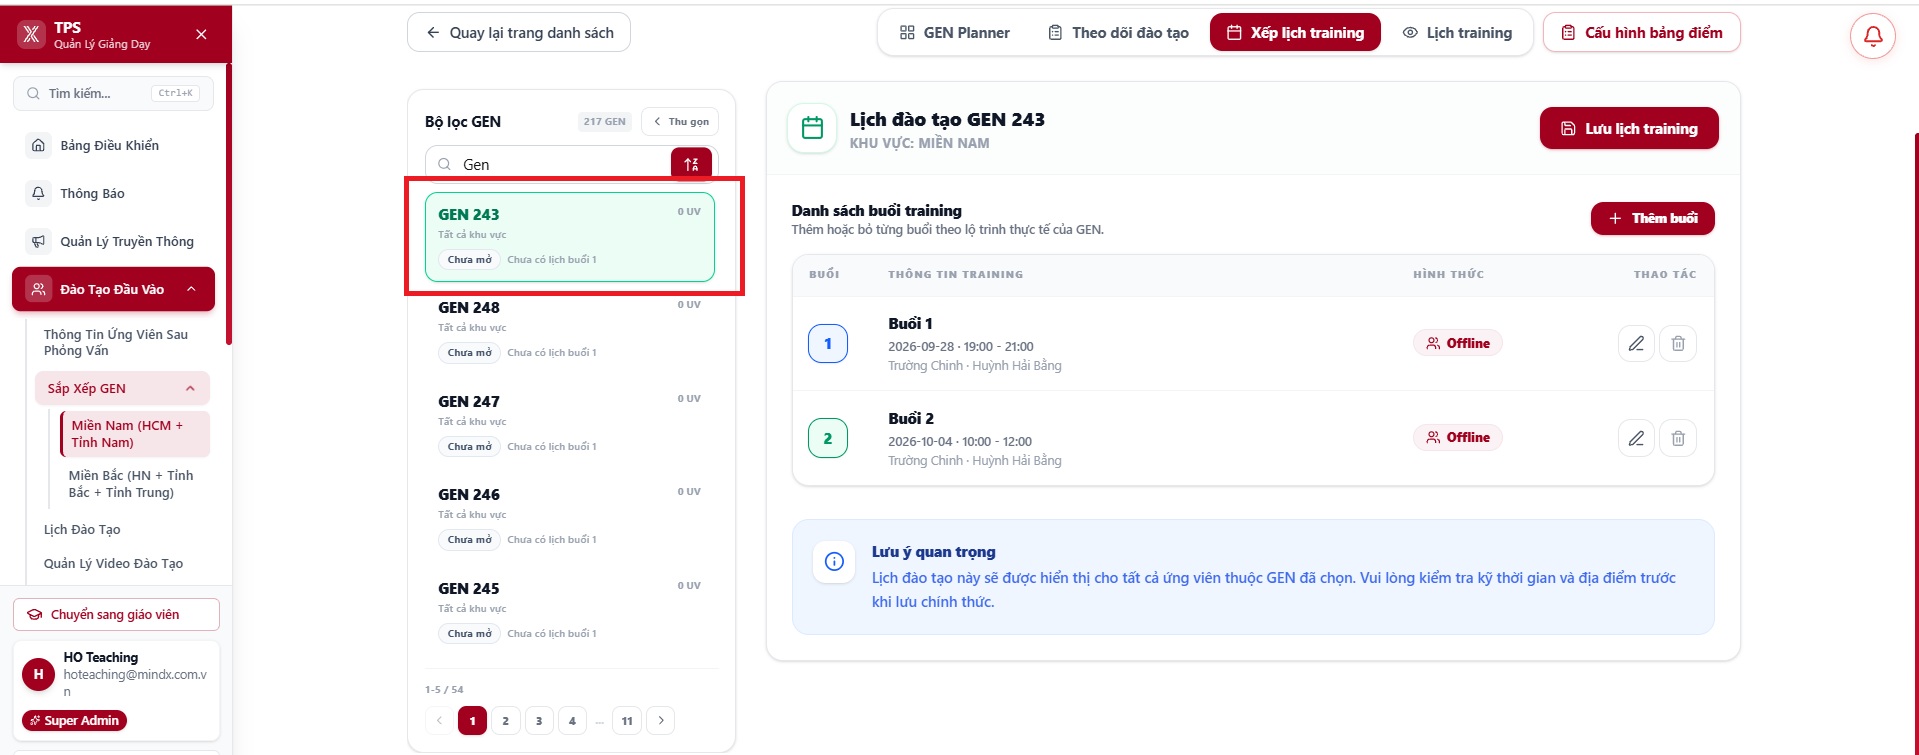 TPS
Quản Lý Giảng Dạy
Tìm kiếm...
Ctrl+K
Bảng Điều Khiển
Thông Báo
Quản Lý Truyền Thông
Đào Tạo Đầu Vào
Thông Tin Ứng Viên Sau
Phỏng Vấn
Sắp Xếp GEN
Miền Nam (HCM +
Tỉnh Nam)
Miền Bắc (HN + Tỉnh
Bắc + Tỉnh Trung)
Lịch Đào Tạo
Quản Lý Video Đào Tạo
Chuyển sang giáo viên
H
HO Teaching
hoteaching@mindx.com.v
n
Super Admin
Quay lại trang danh sách
GEN Planner
Theo dõi đào tạo
Xếp lịch training
Lịch training
Cấu hình bảng điểm
Bộ lọc GEN
217 GEN
Thu gọn
Gen
GEN 243
0 UV
Tất cả khu vực
Chưa mở
Chưa có lịch buổi 1
GEN 248
0 UV
Tất cả khu vực
Chưa mở
Chưa có lịch buổi 1
GEN 247
0 UV
Tất cả khu vực
Chưa mở
Chưa có lịch buổi 1
GEN 246
0 UV
Tất cả khu vực
Chưa mở
Chưa có lịch buổi 1
GEN 245
0 UV
Tất cả khu vực
Chưa mở
Chưa có lịch buổi 1
1-5 / 54
1 2 3 4 ... 11
Lịch đào tạo GEN 243
KHU VỰC: MIỀN NAM
Lưu lịch training
Danh sách buổi training
Thêm hoặc bỏ từng buổi theo lộ trình thực tế của GEN.
Thêm buổi
BUỔI THÔNG TIN TRAINING HÌNH THỨC THAO TÁC
1
Buổi 1
2026-09-28 · 19:00 - 21:00
Trường Chinh · Huỳnh Hải Bằng
Offline
2
Buổi 2
2026-10-04 · 10:00 - 12:00
Trường Chinh · Huỳnh Hải Bằng
Offline
Lưu ý quan trọng
Lịch đào tạo này sẽ được hiển thị cho tất cả ứng viên thuộc GEN đã chọn. Vui lòng kiểm tra kỹ thời gian và địa điểm trước
khi lưu chính thức.